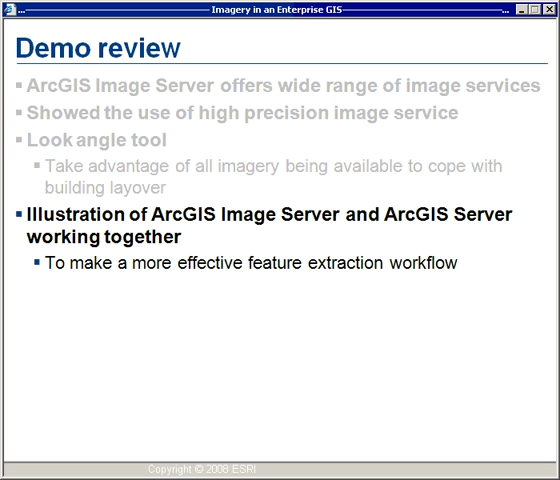 ...
Imagery in an Enterprise GIS
...
Demo review
▪ ArcGIS Image Server offers wide range of image services
▪ Showed the use of high precision image service
▪ Look angle tool
▪ Take advantage of all imagery being available to cope with
building layover
▪ Illustration of ArcGIS Image Server and ArcGIS Server
working together
▪ To make a more effective feature extraction workflow
Copyright © 2008 ESRI